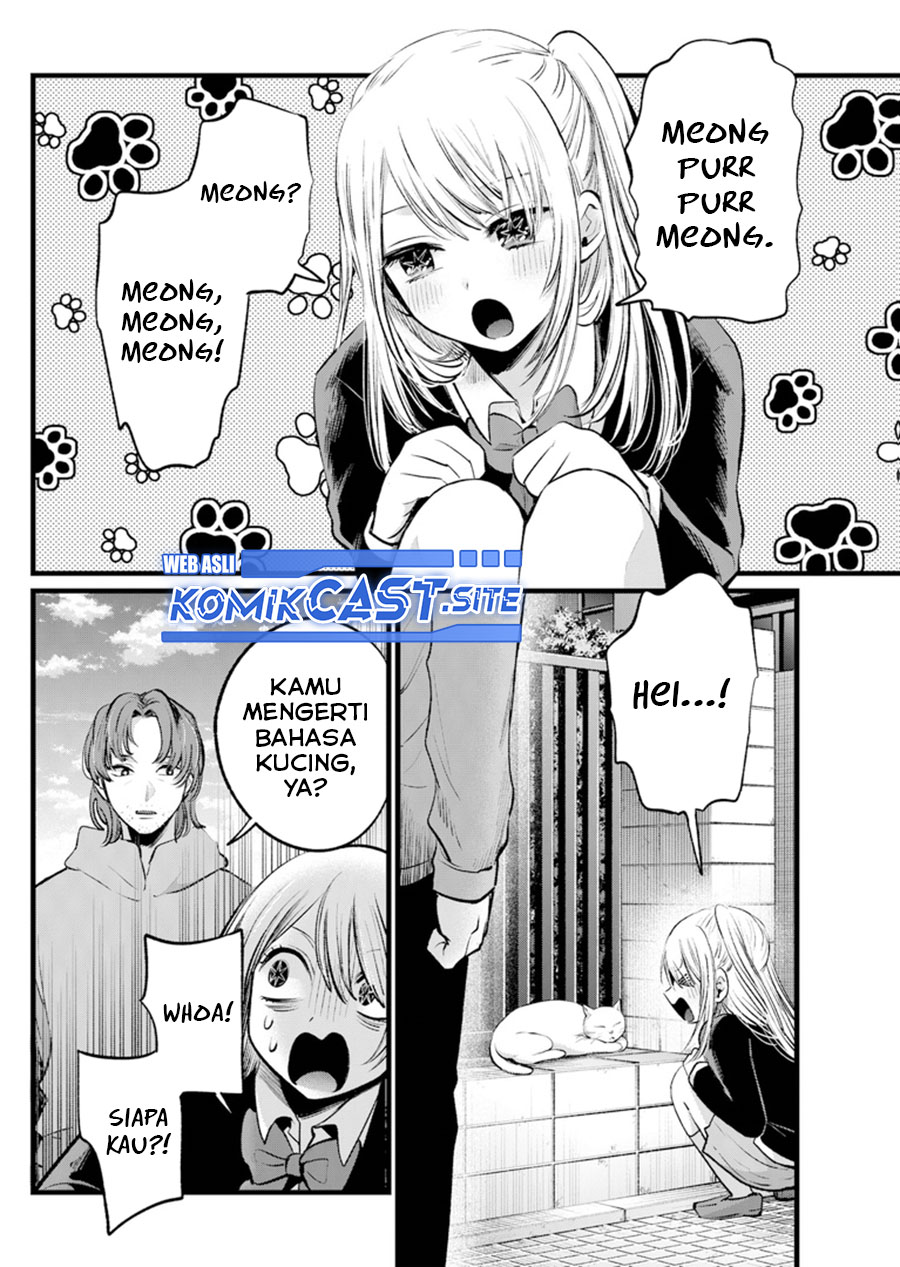 MEONG
PURR
PURR
MEONG.
MEONG?
MEONG,
MEONG,
MEONG!
WEB ASLI
KOMIKCAST.SITE
HEI...!
KAMU
MENGERTI
BAHASA
KUCING,
YA?
WHOA!
SIAPA
KAU?!